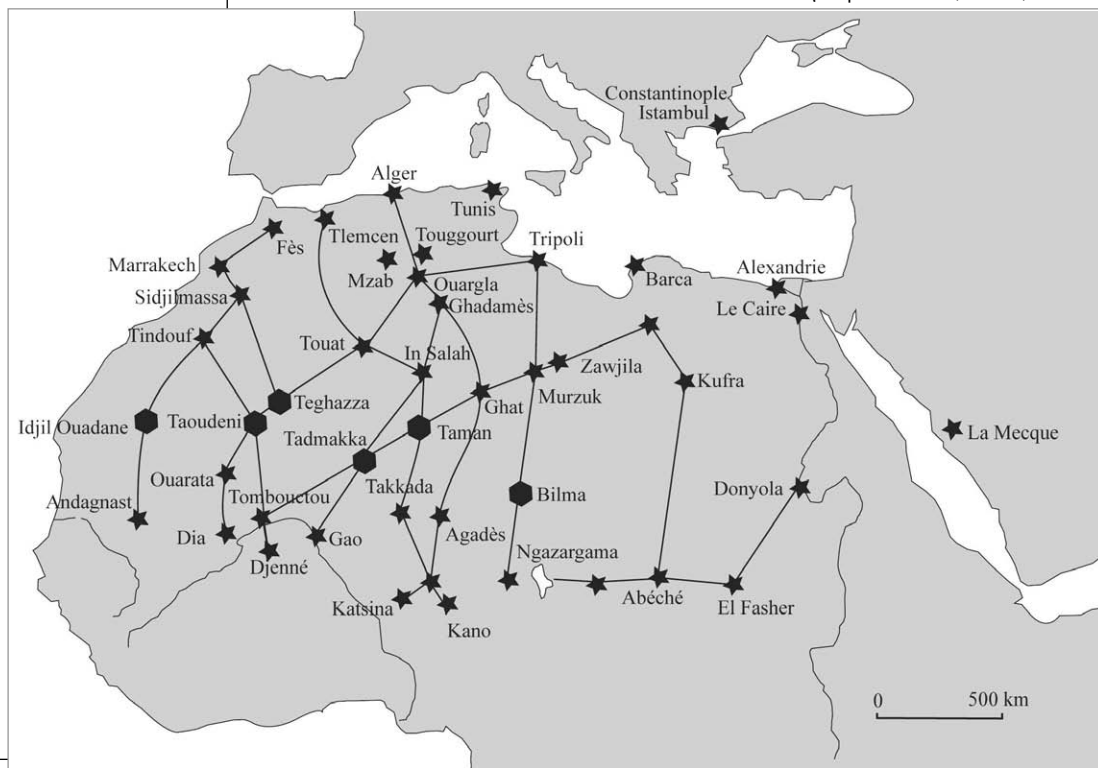 Constantinople
Istambul
Alger
Tunis
Tlemcen
Touggourt
Fès
Tripoli
Marrakech
Mzab
Ouargla
Barca
Alexandrie
Sidjilmassa
Ghadamès
Le Caire
Tindouf
Touat
In Salah
Zawjila
Murzuk
Kufra
Teghazza
Ghat
Idjil Ouadane
Taoudeni
Tadmakka
Taman
La Mecque
Ouarata
Takkada
Bilma
Donyola
Andagnast
Tombouctou
Dia
Gao
Agadès
Djenné
Ngazargama
Katsina
Abéché
El Fasher
Kano
0 500 km